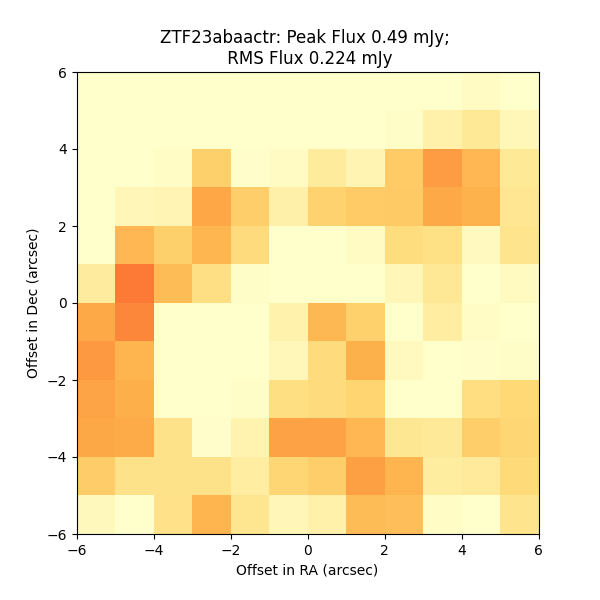 ZTF23abaactr: Peak Flux 0.49 mJy;
RMS Flux 0.224 mJy
6
4
2
0
−2
−4
−6
Offset in Dec (arcsec)
−6 −4 −2 0 2 4 6
Offset in RA (arcsec)